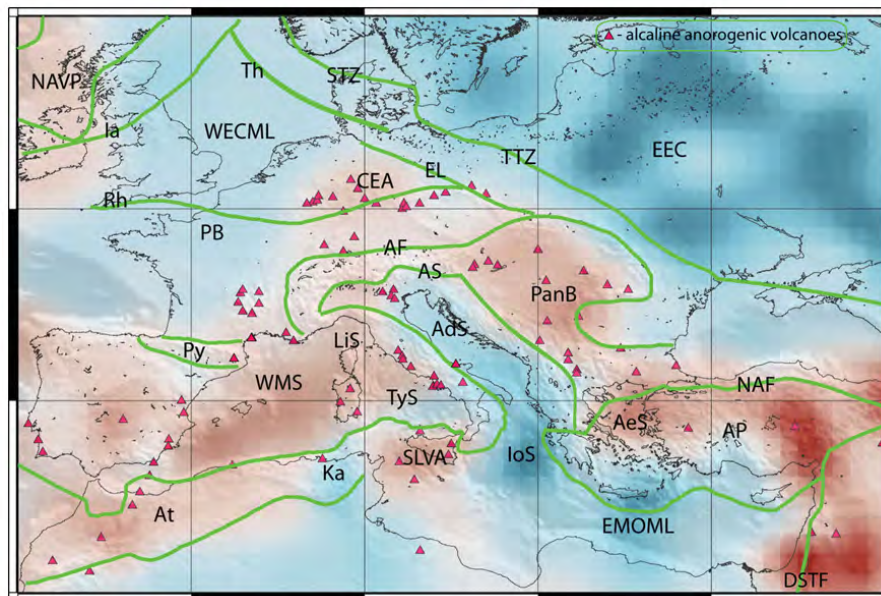 - alcaline anorogenic volcanoes
NAVP
Th
STZ
Ia
WECML
TTZ
EEC
CEA
EL
Rh
PB
AF
AS
PanB
AdS
Py
LiS
WMS
TyS
NAF
AeS
AP
SLVA
IoS
Ka
At
EMOML
DSTF